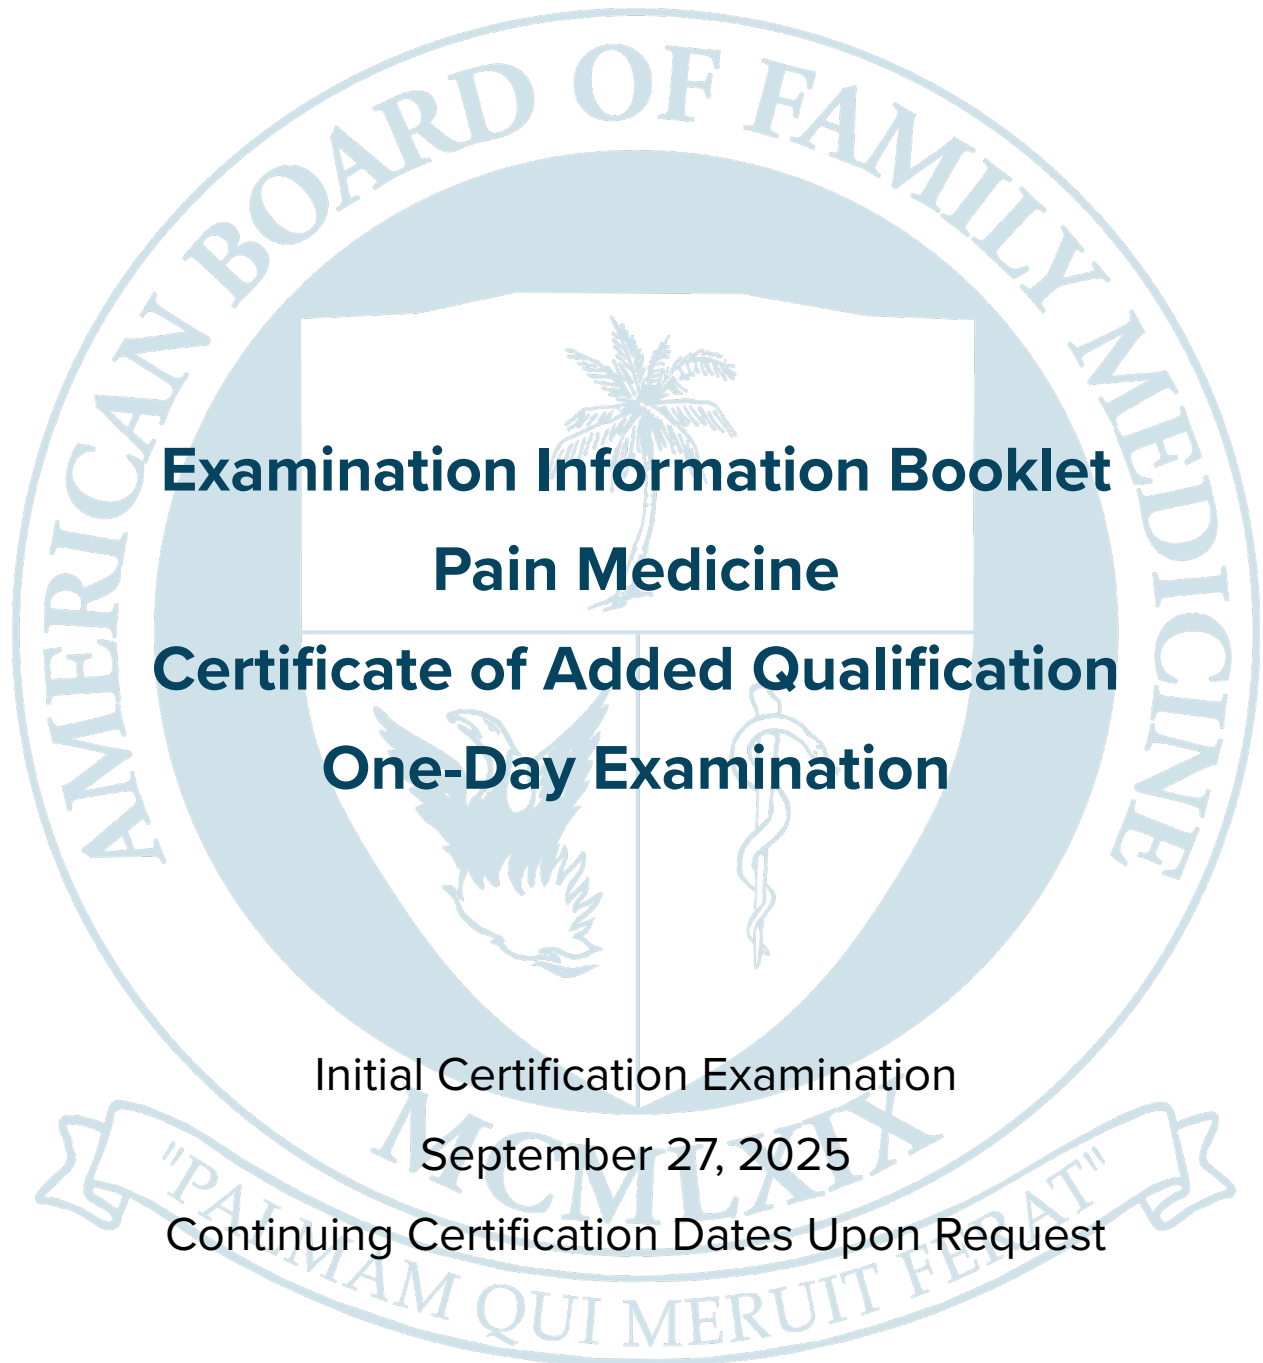 AMERICAN BOARD OF FAMILY MEDICINE
Examination Information Booklet
Pain Medicine
Certificate of Added Qualification
One-Day Examination
Initial Certification Examination
MCMLXIX
September 27, 2025
Continuing Certification Dates Upon Request
"PALMAM QUI MERUIT FERAT"